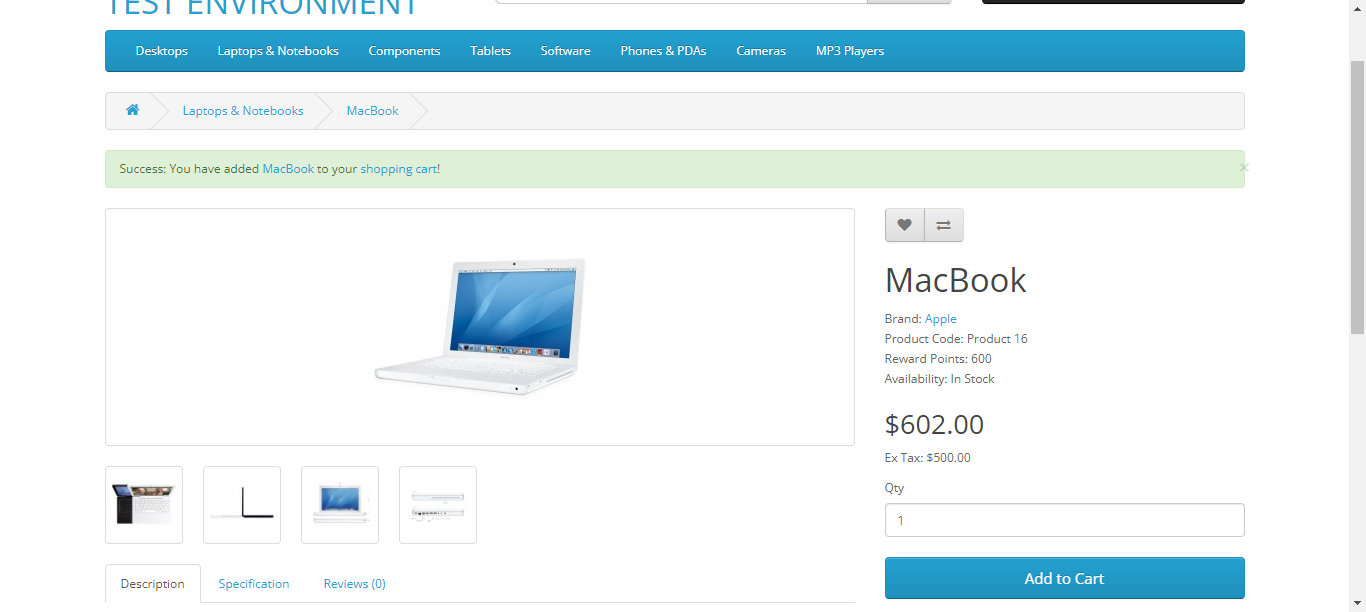 TEST ENVIRONMENT
Desktops Laptops & Notebooks Components Tablets Software Phones & PDAs Cameras MP3 Players
Laptops & Notebooks MacBook
Success: You have added MacBook to your shopping cart!
×
MacBook
Brand: Apple
Product Code: Product 16
Reward Points: 600
Availability: In Stock
$602.00
Ex Tax: $500.00
Qty
1
Add to Cart
Description Specification Reviews (0)